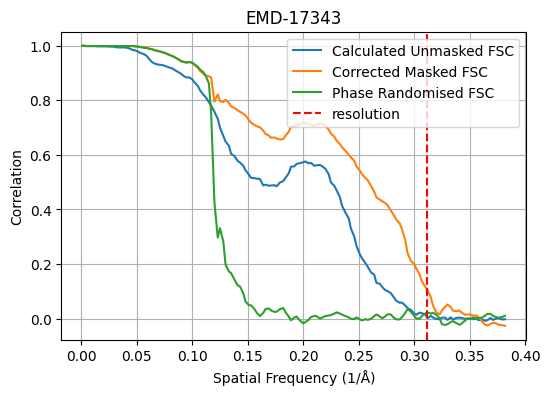 EMD-17343
Calculated Unmasked FSC
Corrected Masked FSC
Phase Randomised FSC
resolution
Correlation
1.0
0.8
0.6
0.4
0.2
0.0
0.00 0.05 0.10 0.15 0.20 0.25 0.30 0.35 0.40
Spatial Frequency (1/Å)